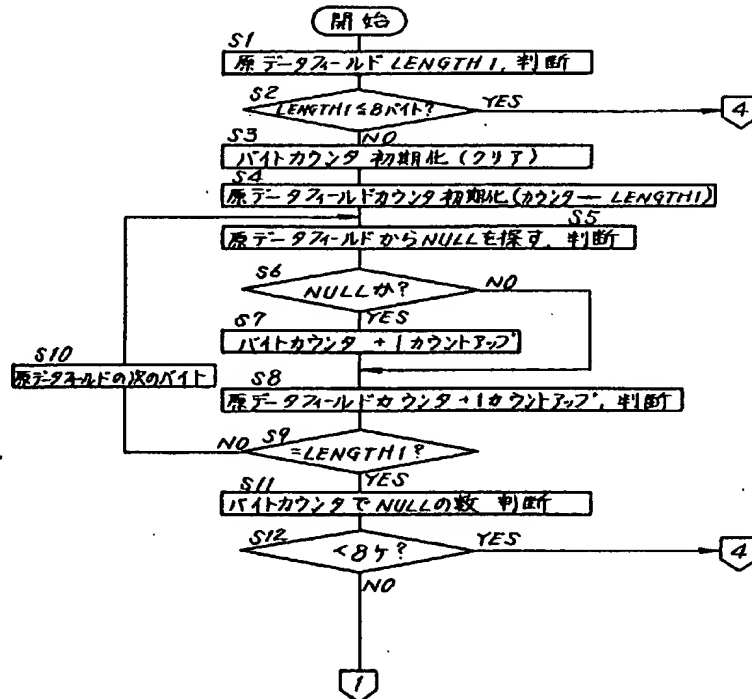 開始
S1
原データフィールド LENGTH1, 判断
S2
LENGTH1≦8バイト?
YES
4
NO
S3
バイトカウンタ 初期化 (クリア)
S4
原データフィールドカウンタ 初期化 (カウンタ ― LENGTH1)
S5
原データフィールドからNULLを探す, 判断
S6
NULLか?
NO
YES
S7
バイトカウンタ +1カウントアップ
S10
原データフィールドの次のバイト
S8
原データフィールドカウンタ+1カウントアップ, 判断
S9
=LENGTH1?
NO
YES
S11
バイトカウンタでNULLの数 判断
S12
<8ケ?
YES
4
NO
1